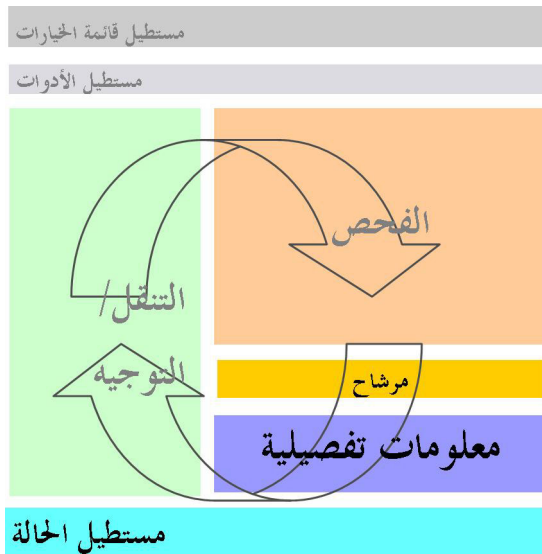 مستطيل قائمة الخيارات
مستطيل الأدوات
الفحص
التنقل/
التوجيه
مرشاح
معلومات تفصيلية
مستطيل الحالة